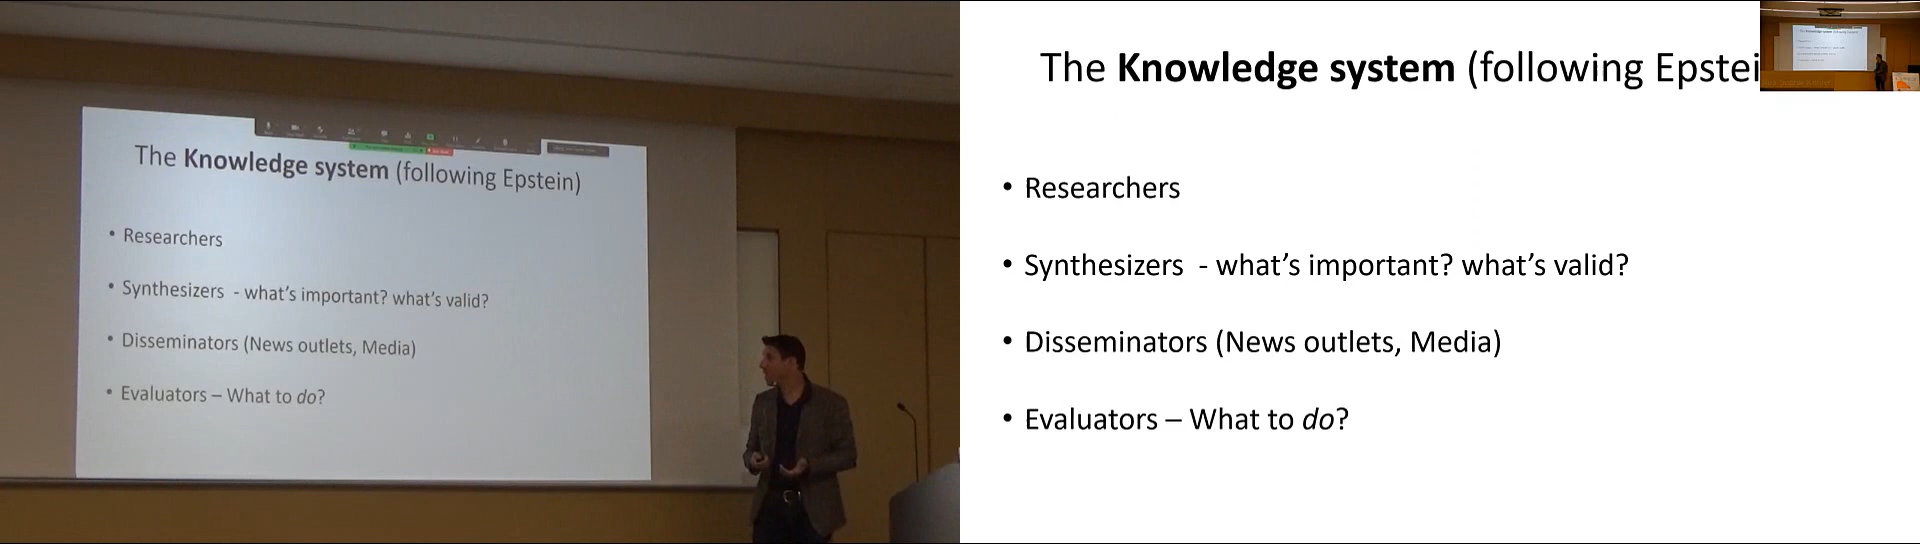 The Knowledge system (following Epstein)
• Researchers
• Synthesizers - what's important? what's valid?
• Disseminators (News outlets, Media)
• Evaluators – What to do?
The Knowledge system (following Epstei
• Researchers
• Synthesizers - what's important? what's valid?
• Disseminators (News outlets, Media)
• Evaluators – What to do?